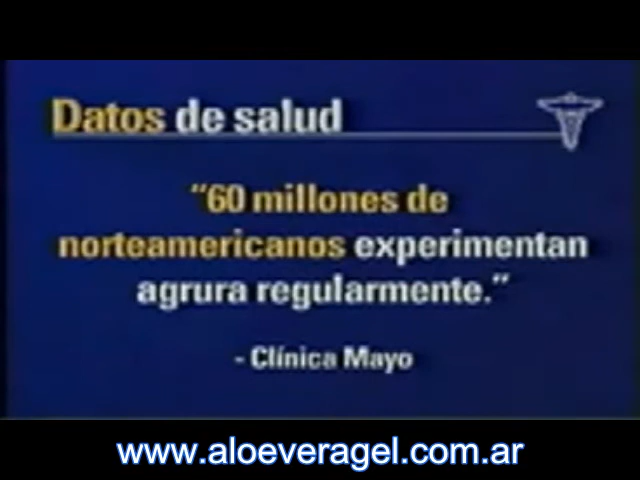 Datos de salud
“60 millones de
norteamericanos experimentan
agrura regularmente.”
- Clínica Mayo
www.aloeveragel.com.ar